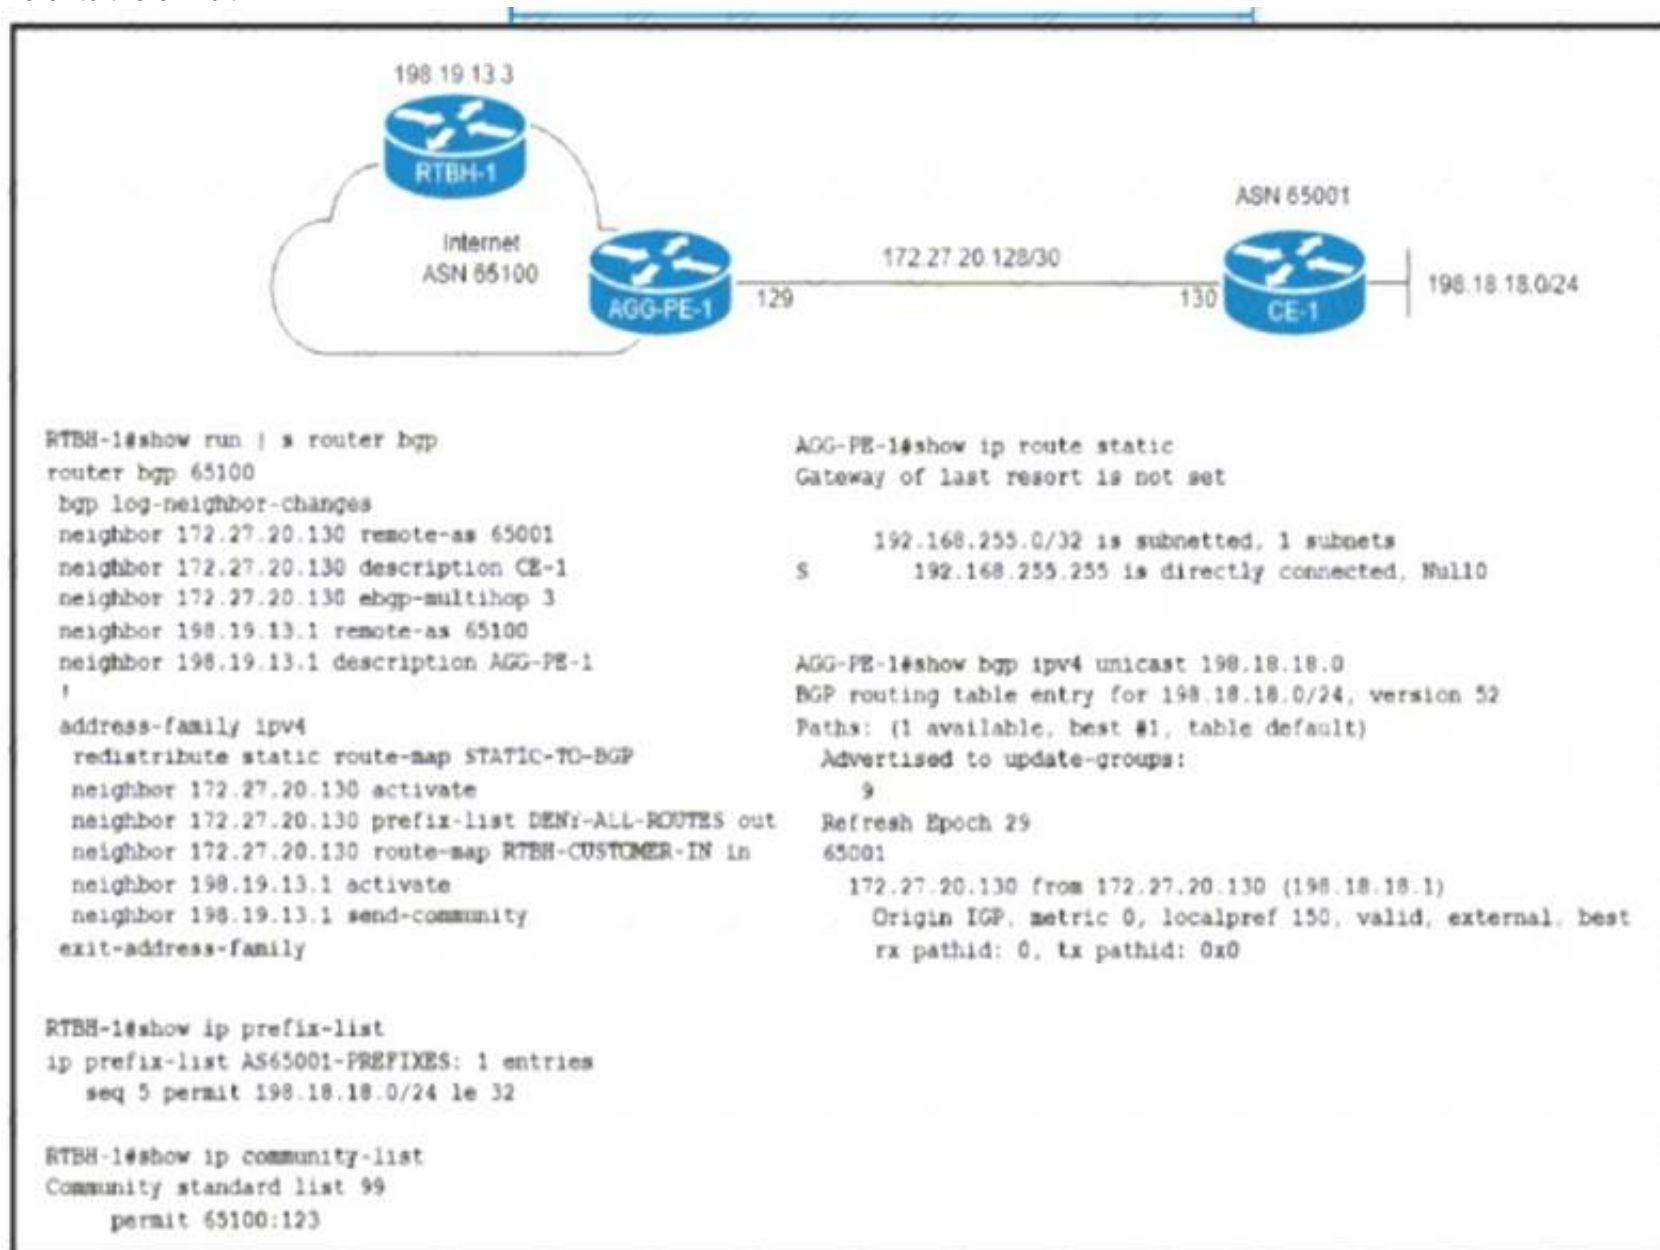 198.19.13.3
RTBH-1
ASN 65001
Internet
ASN 65100
172.27.20.128/30
198.18.18.0/24
AGG-PE-1
129
130
CE-1
RTBH-1#show run | s router bgp
router bgp 65100
bgp log-neighbor-changes
neighbor 172.27.20.130 remote-as 65001
neighbor 172.27.20.130 description CE-1
neighbor 172.27.20.130 ebgp-multihop 3
neighbor 198.19.13.1 remote-as 65100
neighbor 198.19.13.1 description AGG-PE-1
!
address-family ipv4
redistribute static route-map STATIC-TO-BGP
neighbor 172.27.20.130 activate
neighbor 172.27.20.130 prefix-list DENY-ALL-ROUTES out
neighbor 172.27.20.130 route-map RTBH-CUSTOMER-IN in
neighbor 198.19.13.1 activate
neighbor 198.19.13.1 send-community
exit-address-family
RTBH-1#show ip prefix-list
ip prefix-list AS65001-PREFIXES: 1 entries
seq 5 permit 198.18.18.0/24 le 32
RTBH-1#show ip community-list
Community standard list 99
permit 65100:123
AGG-PE-1#show ip route static
Gateway of last resort is not set
192.168.255.0/32 is subnetted, 1 subnets
S 192.168.255.255 is directly connected, Null0
AGG-PE-1#show bgp ipv4 unicast 198.18.18.0
BGP routing table entry for 198.18.18.0/24, version 52
Paths: (1 available, best #1, table default)
Advertised to update-groups:
9
Refresh Epoch 29
65001
172.27.20.130 from 172.27.20.130 (198.18.18.1)
Origin IGP, metric 0, localpref 150, valid, external, best
rx pathid: 0, tx pathid: 0x0